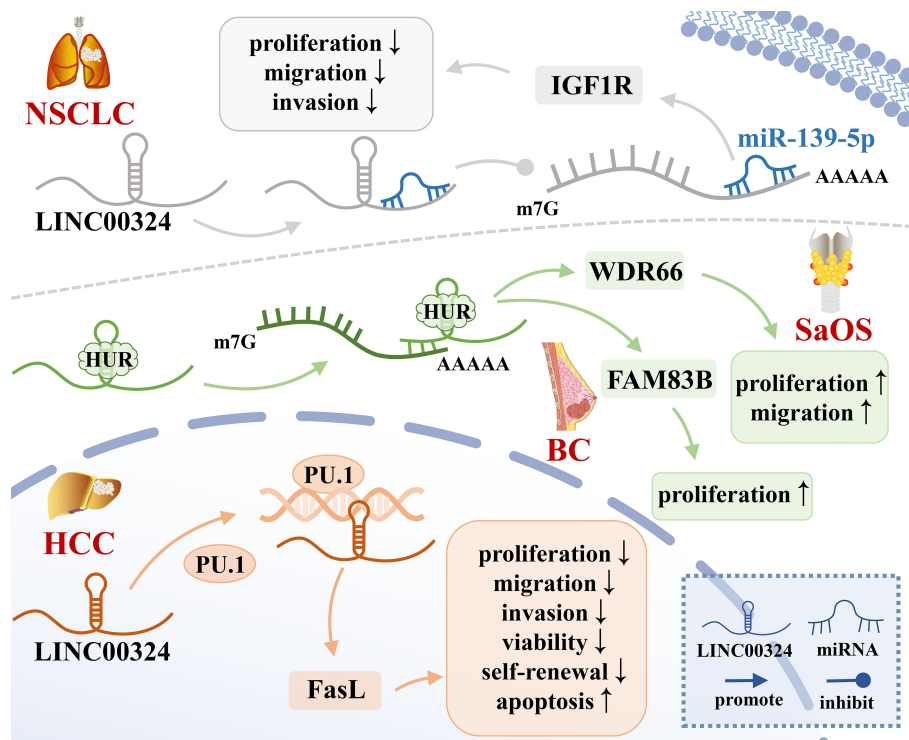 NSCLC
LINC00324
proliferation ↓
migration ↓
invasion ↓
IGF1R
miR-139-5p
m7G
AAAAA
HUR
m7G
HUR
AAAAA
WDR66
FAM83B
BC
SaOS
proliferation ↑
migration ↑
proliferation ↑
HCC
LINC00324
PU.1
PU.1
FasL
proliferation ↓
migration ↓
invasion ↓
viability ↓
self-renewal ↓
apoptosis ↑
LINC00324
miRNA
promote
inhibit